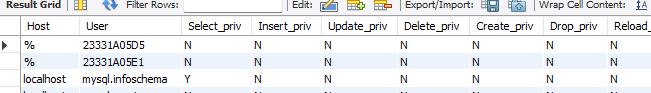 Result Grid Filter Rows: Edit: Export/Import: Wrap Cell Content:
Host User Select_priv Insert_priv Update_priv Delete_priv Create_priv Drop_priv Reload_
% 23331A05D5 N N N N N N N
% 23331A05E1 N N N N N N N
localhost mysql.infoschema Y N N N N N N